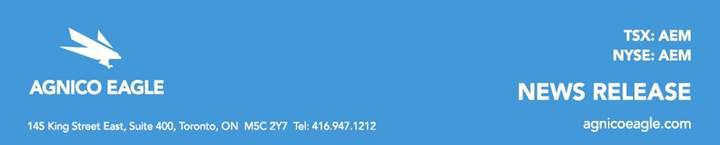 TSX: AEM
NYSE: AEM
AGNICO EAGLE
NEWS RELEASE
145 King Street East, Suite 400, Toronto, ON M5C 2Y7 Tel: 416.947.1212
agnicoeagle.com